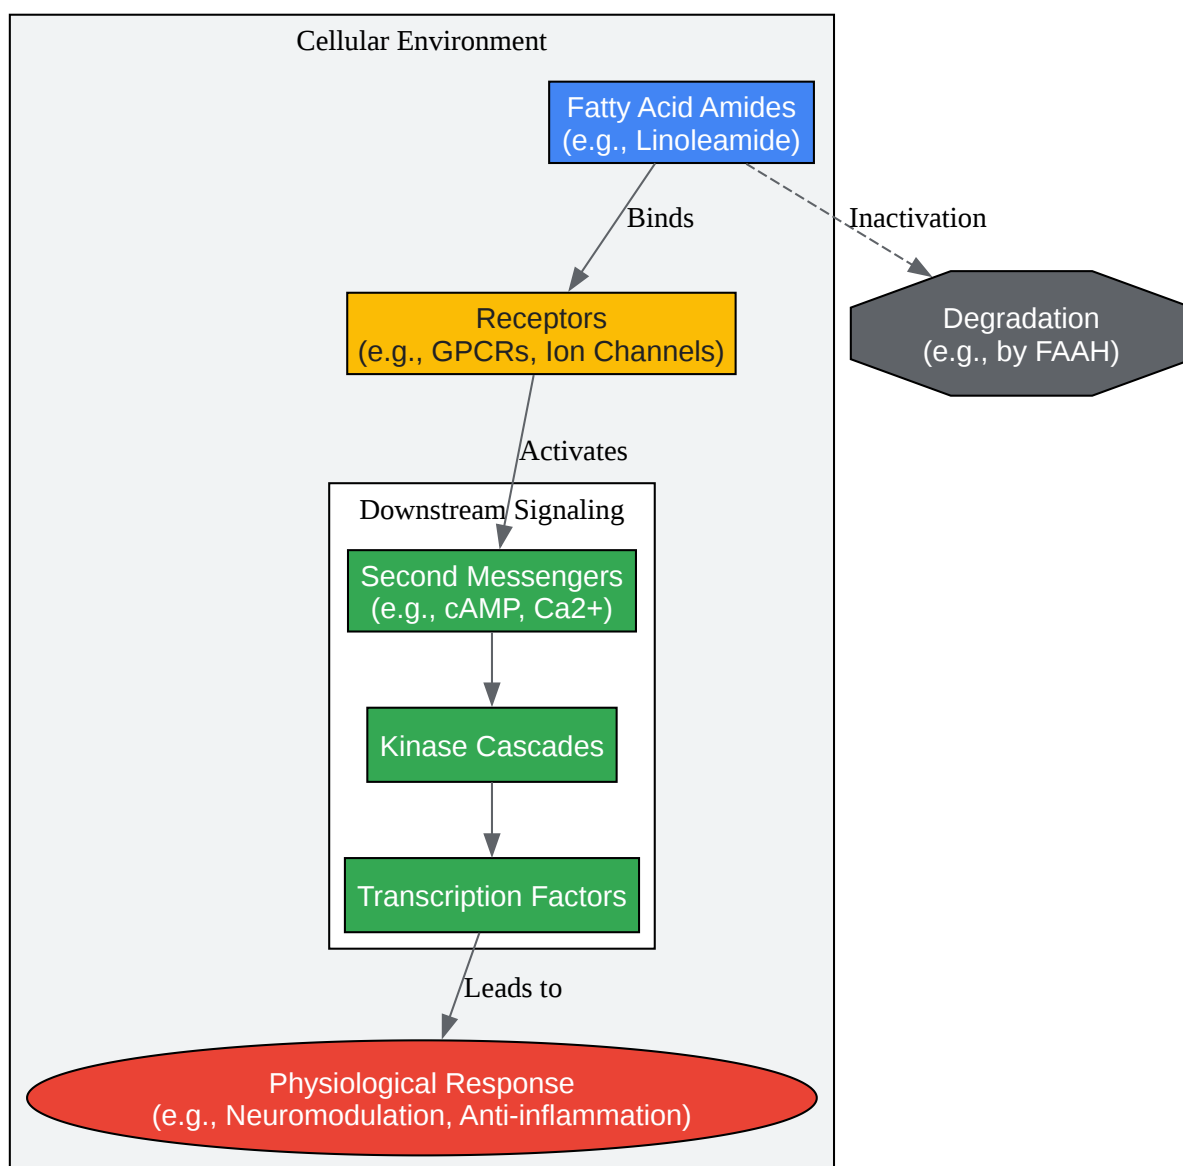 Cellular Environment
Fatty Acid Amides
(e.g., Linoleamide)
Binds
Inactivation
Receptors
(e.g., GPCRs, Ion Channels)
Degradation
(e.g., by FAAH)
Activates
Downstream Signaling
Second Messengers
(e.g., cAMP, Ca2+)
Kinase Cascades
Transcription Factors
Leads to
Physiological Response
(e.g., Neuromodulation, Anti-inflammation)